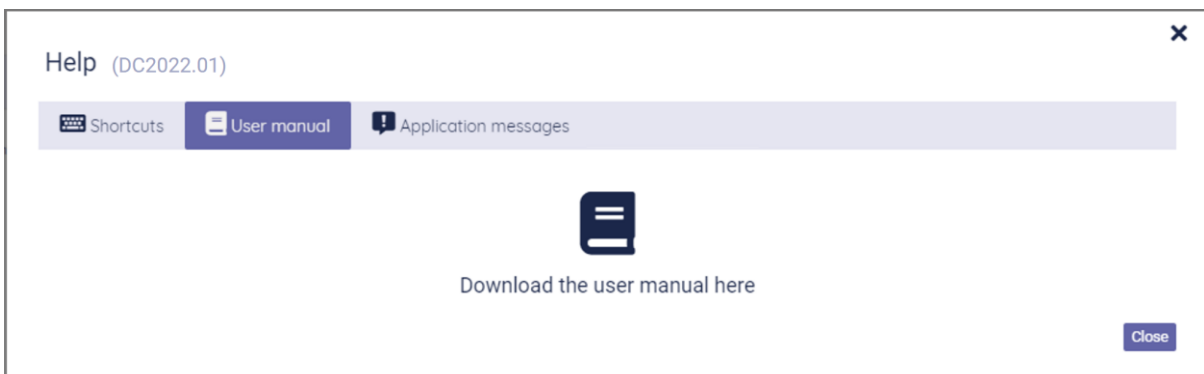 Help (DC2022.01)
Shortcuts User manual Application messages
Download the user manual here
Close